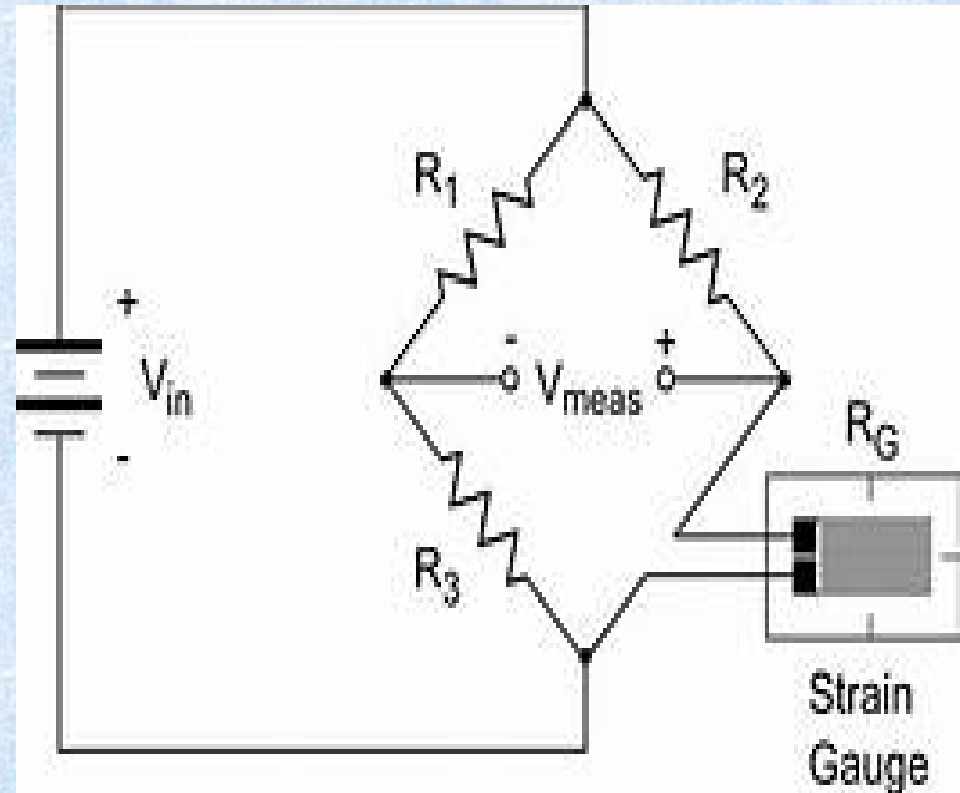 R1 R2
+
- +
Vin Vmeas
-
RG
R3
Strain
Gauge